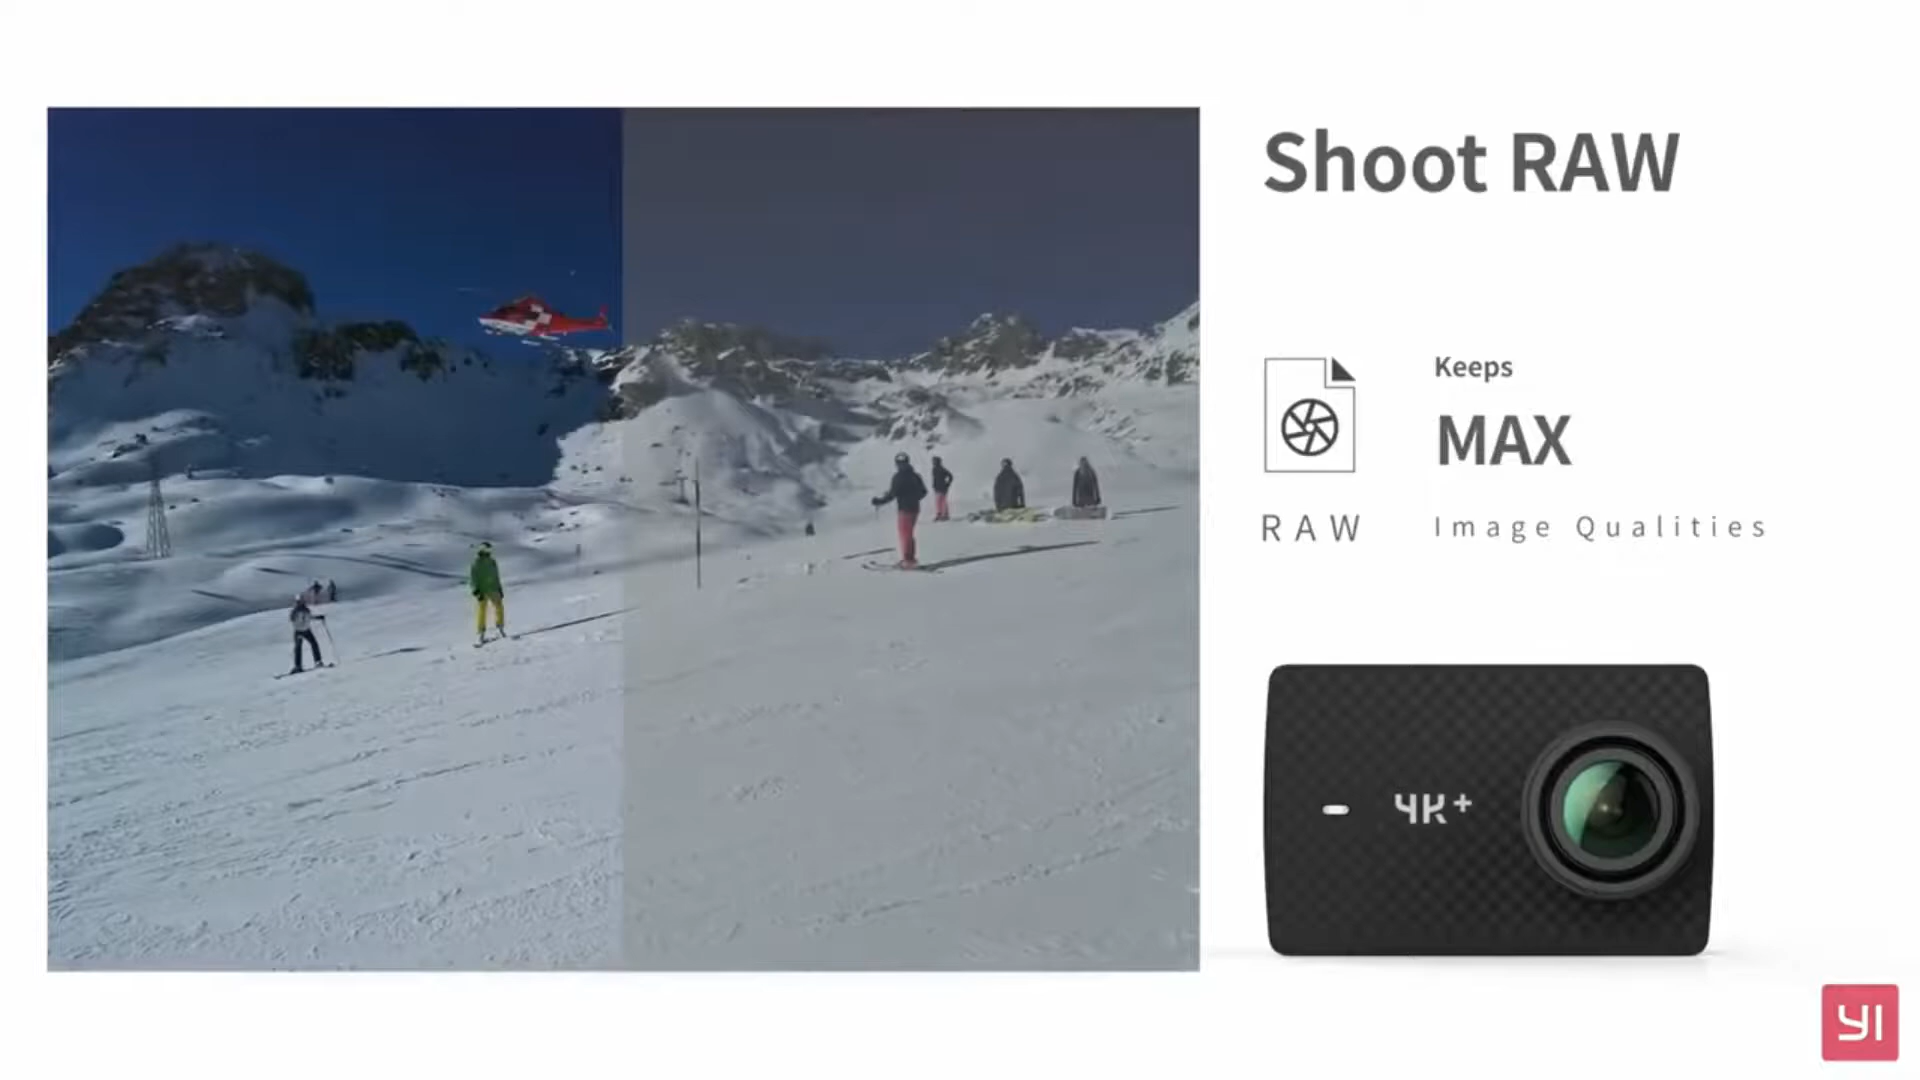 Shoot RAW
Keeps
MAX
RAW
Image Qualities
4K+
YI